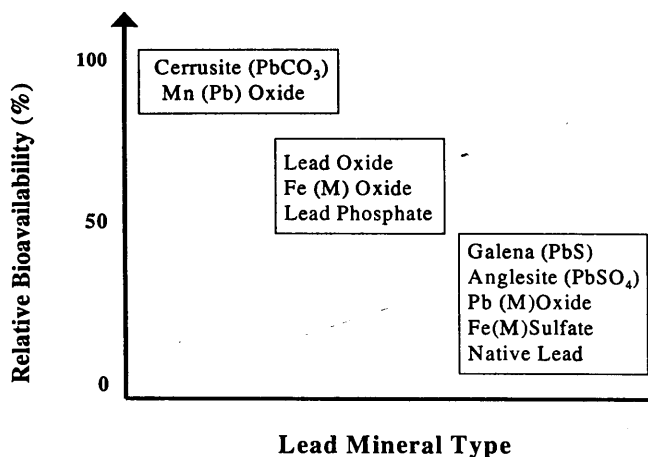 Relative Bioavailability (%)
100
50
0
Cerrusite (PbCO₃)
Mn (Pb) Oxide
Lead Oxide
Fe (M) Oxide
Lead Phosphate
Galena (PbS)
Anglesite (PbSO₄)
Pb (M)Oxide
Fe(M)Sulfate
Native Lead
Lead Mineral Type